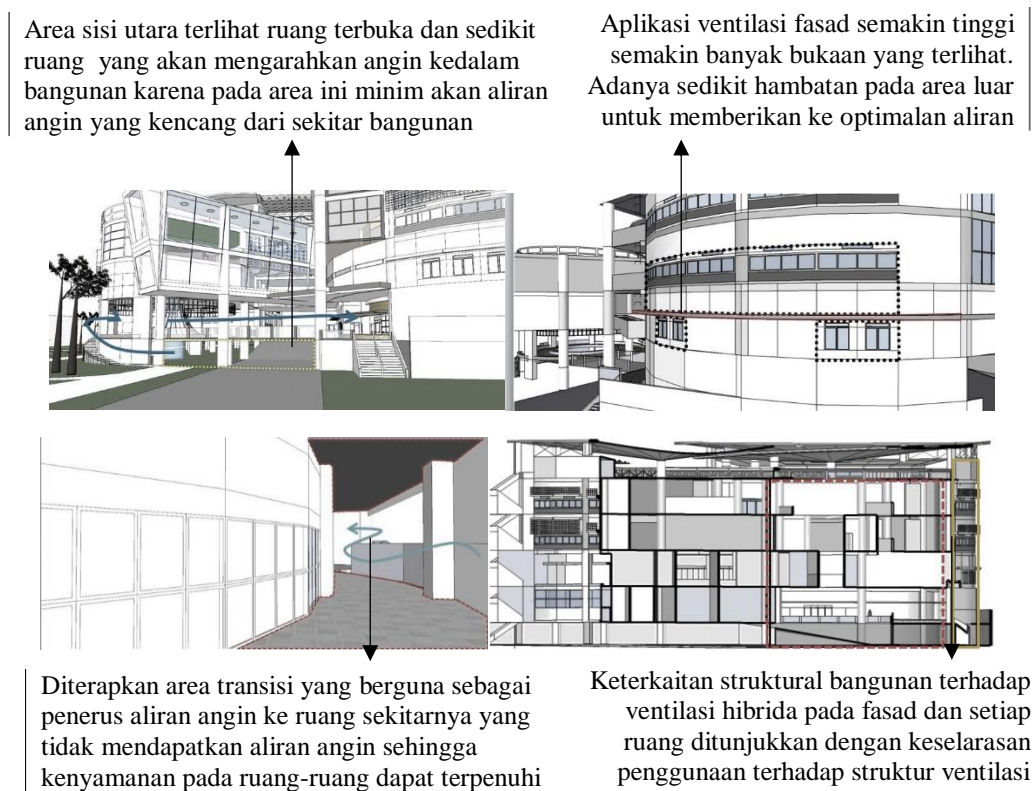 Area sisi utara terlihat ruang terbuka dan sedikit
ruang yang akan mengarahkan angin kedalam
bangunan karena pada area ini minim akan aliran
angin yang kencang dari sekitar bangunan
Aplikasi ventilasi fasad semakin tinggi
semakin banyak bukaan yang terlihat.
Adanya sedikit hambatan pada area luar
untuk memberikan ke optimalan aliran
Diterapkan area transisi yang berguna sebagai
penerus aliran angin ke ruang sekitarnya yang
tidak mendapatkan aliran angin sehingga
kenyamanan pada ruang-ruang dapat terpenuhi
Keterkaitan struktural bangunan terhadap
ventilasi hibrida pada fasad dan setiap
ruang ditunjukkan dengan keselarasan
penggunaan terhadap struktur ventilasi